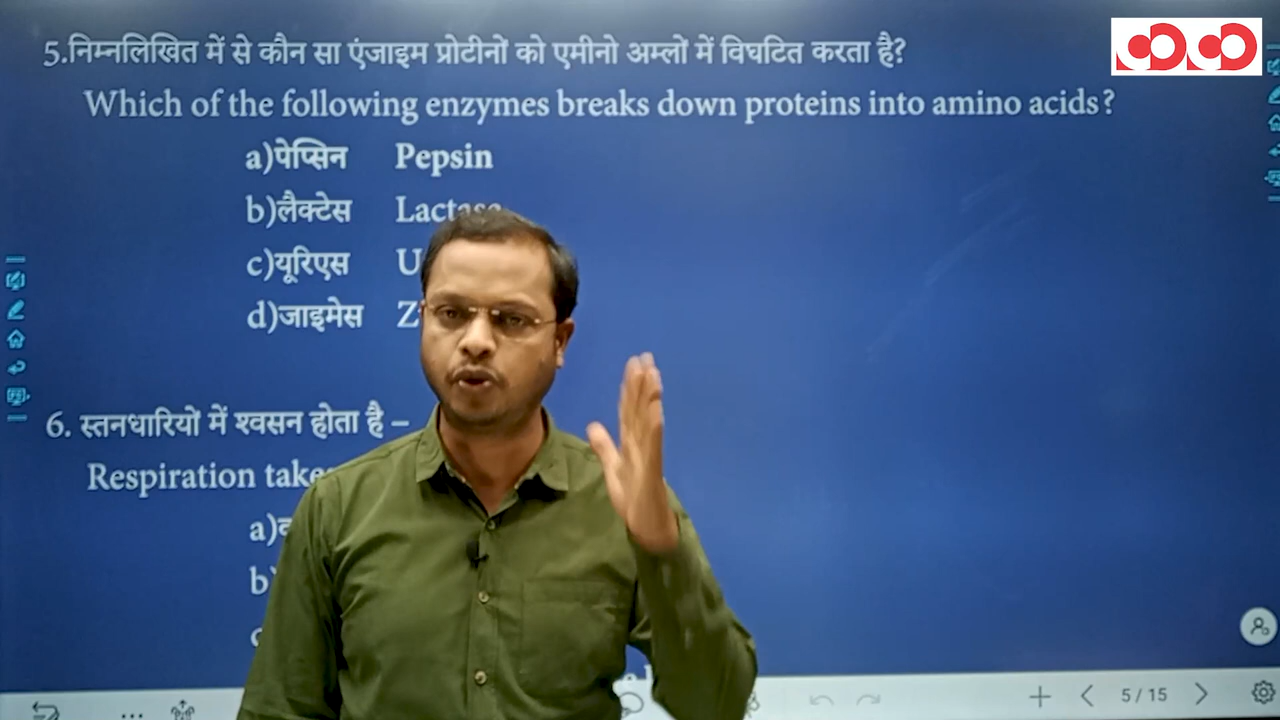 5.निम्नलिखित में से कौन सा एंजाइम प्रोटीनों को एमीनो अम्लों में विघटित करता है?
Which of the following enzymes breaks down proteins into amino acids?
a)पेप्सिन Pepsin
b)लैक्टेस Lactase
c)यूरिएस
d)जाइमेस
6. स्तनधारियों में श्वसन होता है –
Respiration
a)
b)
5 / 15